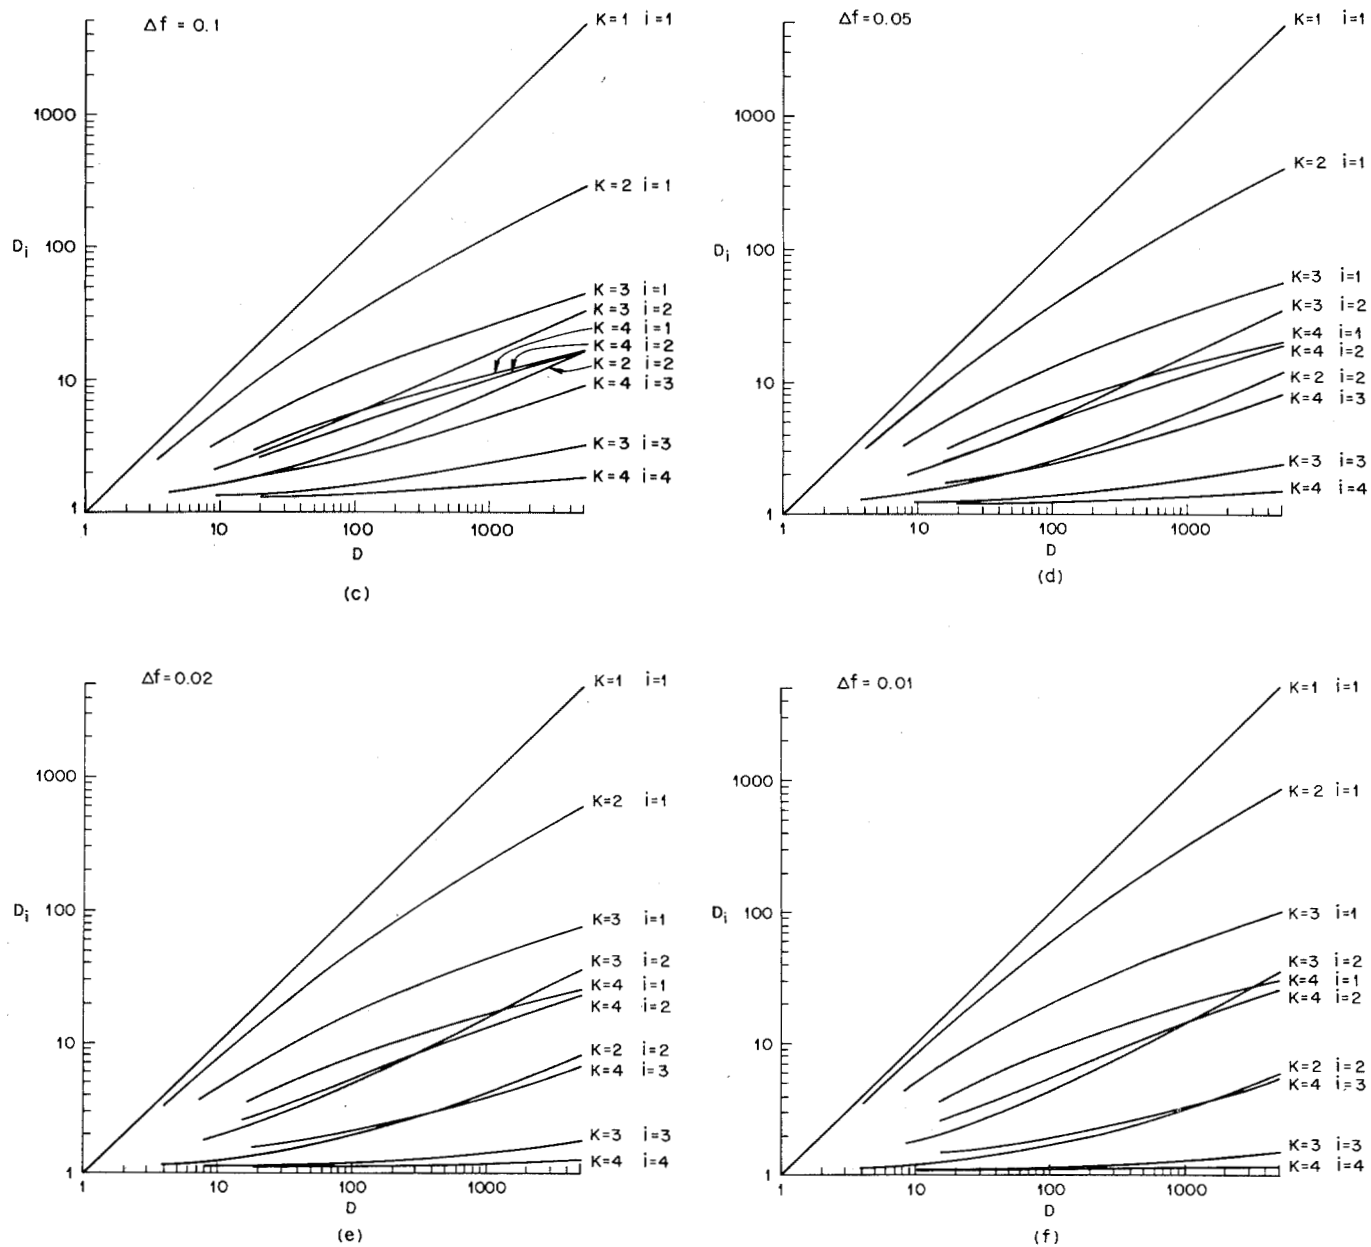 Δf = 0.1
K=1 i=1
1000
K=2 i=1
Di
100
K=3 i=1
K=3 i=2
K=4 i=1
K=4 i=2
K=2 i=2
10
K=4 i=3
K=3 i=3
K=4 i=4
1
1 10 100 1000
D
(c)
Δf = 0.05
K=1 i=1
1000
K=2 i=1
Di
100
K=3 i=1
K=3 i=2
K=4 i=1
K=4 i=2
10
K=2 i=2
K=4 i=3
K=3 i=3
K=4 i=4
1
1 10 100 1000
D
(d)
Δf = 0.02
K=1 i=1
1000
K=2 i=1
Di
100
K=3 i=1
K=3 i=2
K=4 i=1
K=4 i=2
10
K=2 i=2
K=4 i=3
K=3 i=3
K=4 i=4
1
1 10 100 1000
D
(e)
Δf = 0.01
K=1 i=1
1000
K=2 i=1
Di
100
K=3 i=1
K=3 i=2
K=4 i=1
K=4 i=2
10
K=2 i=2
K=4 i=3
K=3 i=3
K=4 i=4
1
1 10 100 1000
D
(f)